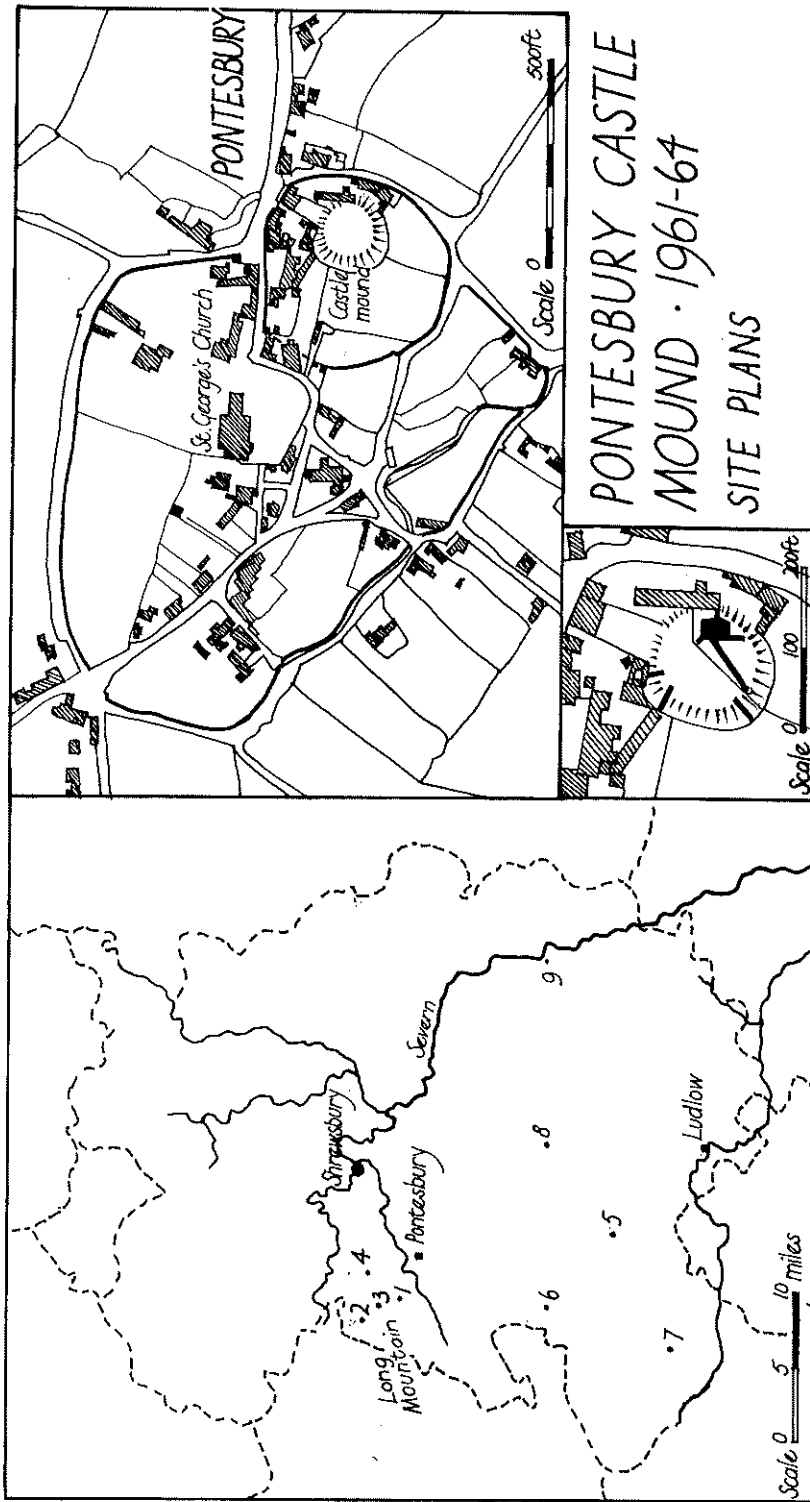 Shrewsbury
Severn
Pontesbury
Long
Mountain
Ludlow
1
2
3
4
5
6
7
8
9
Scale 0 5 10 miles
PONTESBURY
St. George's Church
Castle
mound
Scale 0 500ft
Scale 0 100 200ft
PONTESBURY CASTLE
MOUND · 1961-64
SITE PLANS